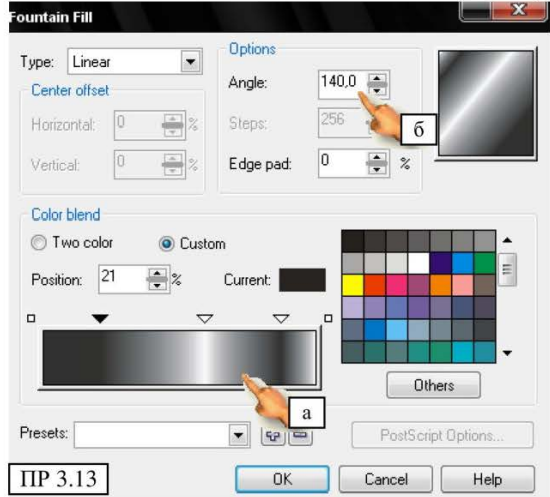 Fountain Fill
Type: Linear
Options
Center offset
Angle: 140,0
Horizontal: 0 %
Steps: 256
б
Vertical: 0 %
Edge pad: 0 %
Color blend
Two color Custom
Position: 21 % Current:
Others
а
Presets:
PostScript Options...
ПР 3.13
OK Cancel Help